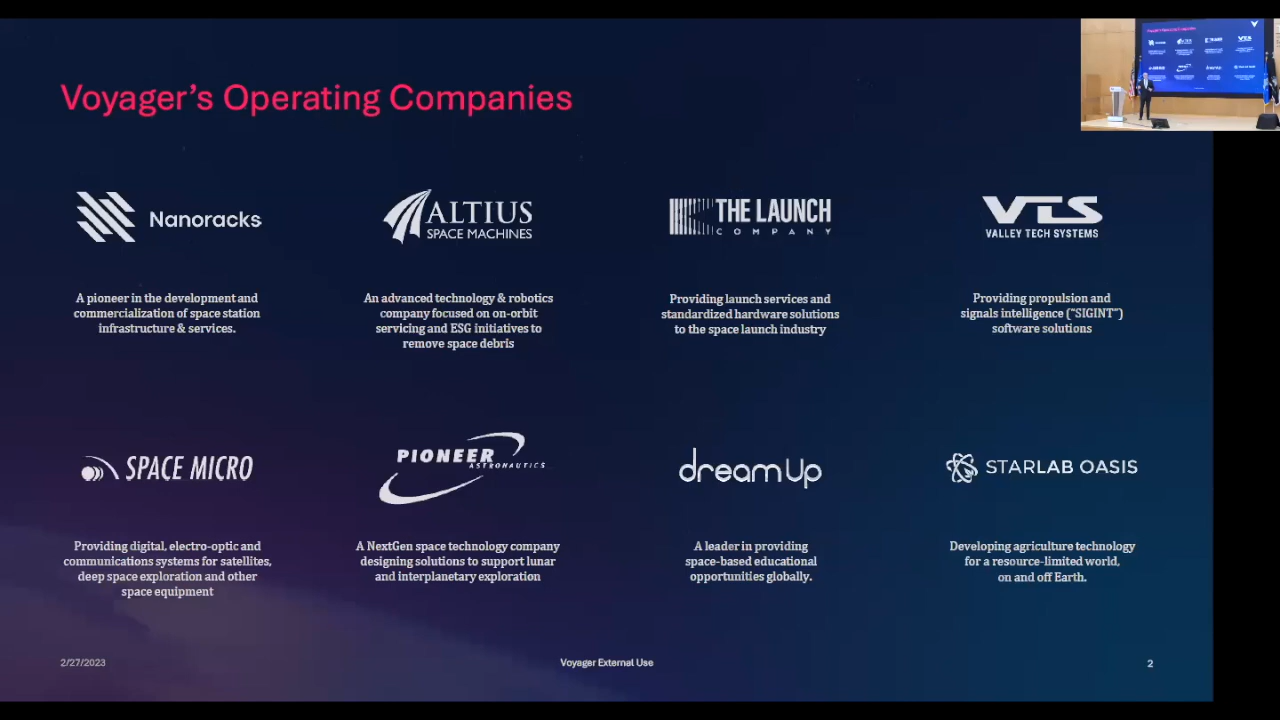 Voyager's Operating Companies
Nanoracks
ALTIUS
SPACE MACHINES
THE LAUNCH
COMPANY
VTS
VALLEY TECH SYSTEMS
A pioneer in the development and
commercialization of space station
infrastructure & services.
An advanced technology & robotics
company focused on on-orbit
servicing and ESG initiatives to
remove space debris
Providing launch services and
standardized hardware solutions
to the space launch industry
Providing propulsion and
signals intelligence ("SIGINT")
software solutions
SPACE MICRO
PIONEER
ASTRONAUTICS
dreamUp
STARLAB OASIS
Providing digital, electro-optic and
communications systems for satellites,
deep space exploration and other
space equipment
A NextGen space technology company
designing solutions to support lunar
and interplanetary exploration
A leader in providing
space-based educational
opportunities globally.
Developing agriculture technology
for a resource-limited world,
on and off Earth.
2/27/2023
Voyager External Use
2